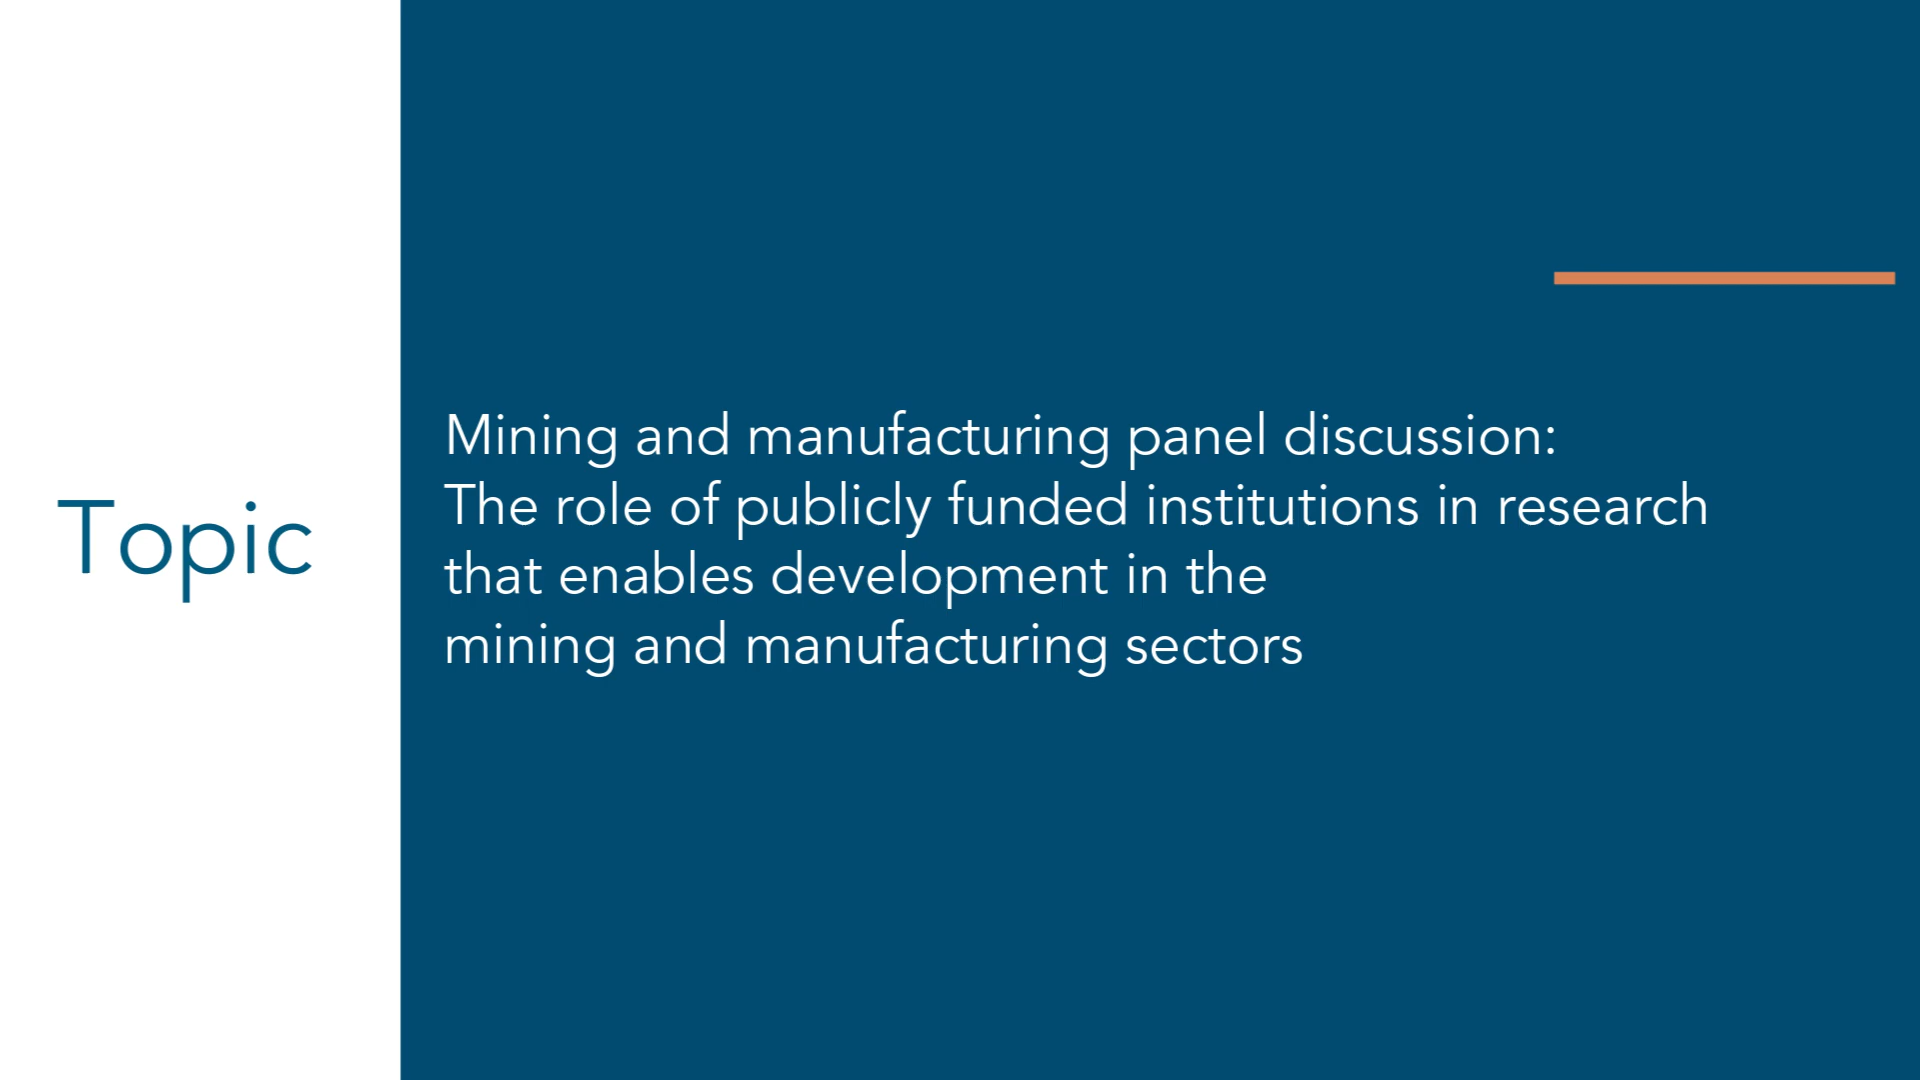 Topic
Mining and manufacturing panel discussion:
The role of publicly funded institutions in research
that enables development in the
mining and manufacturing sectors